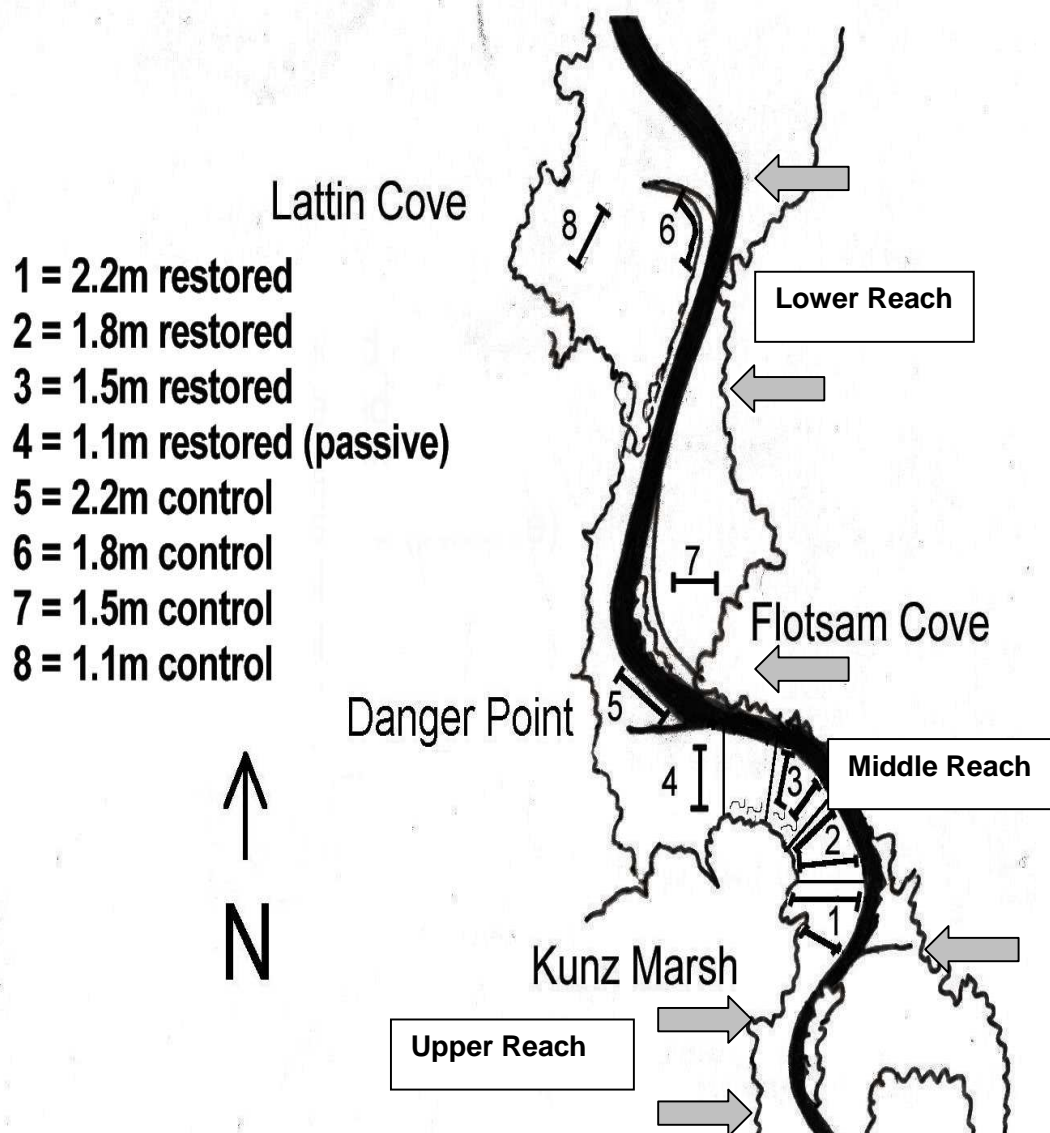 Lattin Cove
1 = 2.2m restored
2 = 1.8m restored
3 = 1.5m restored
4 = 1.1m restored (passive)
5 = 2.2m control
6 = 1.8m control
7 = 1.5m control
8 = 1.1m control
8
6
Lower Reach
7
Flotsam Cove
Danger Point
5
4
3
Middle Reach
2
1
N
Kunz Marsh
Upper Reach